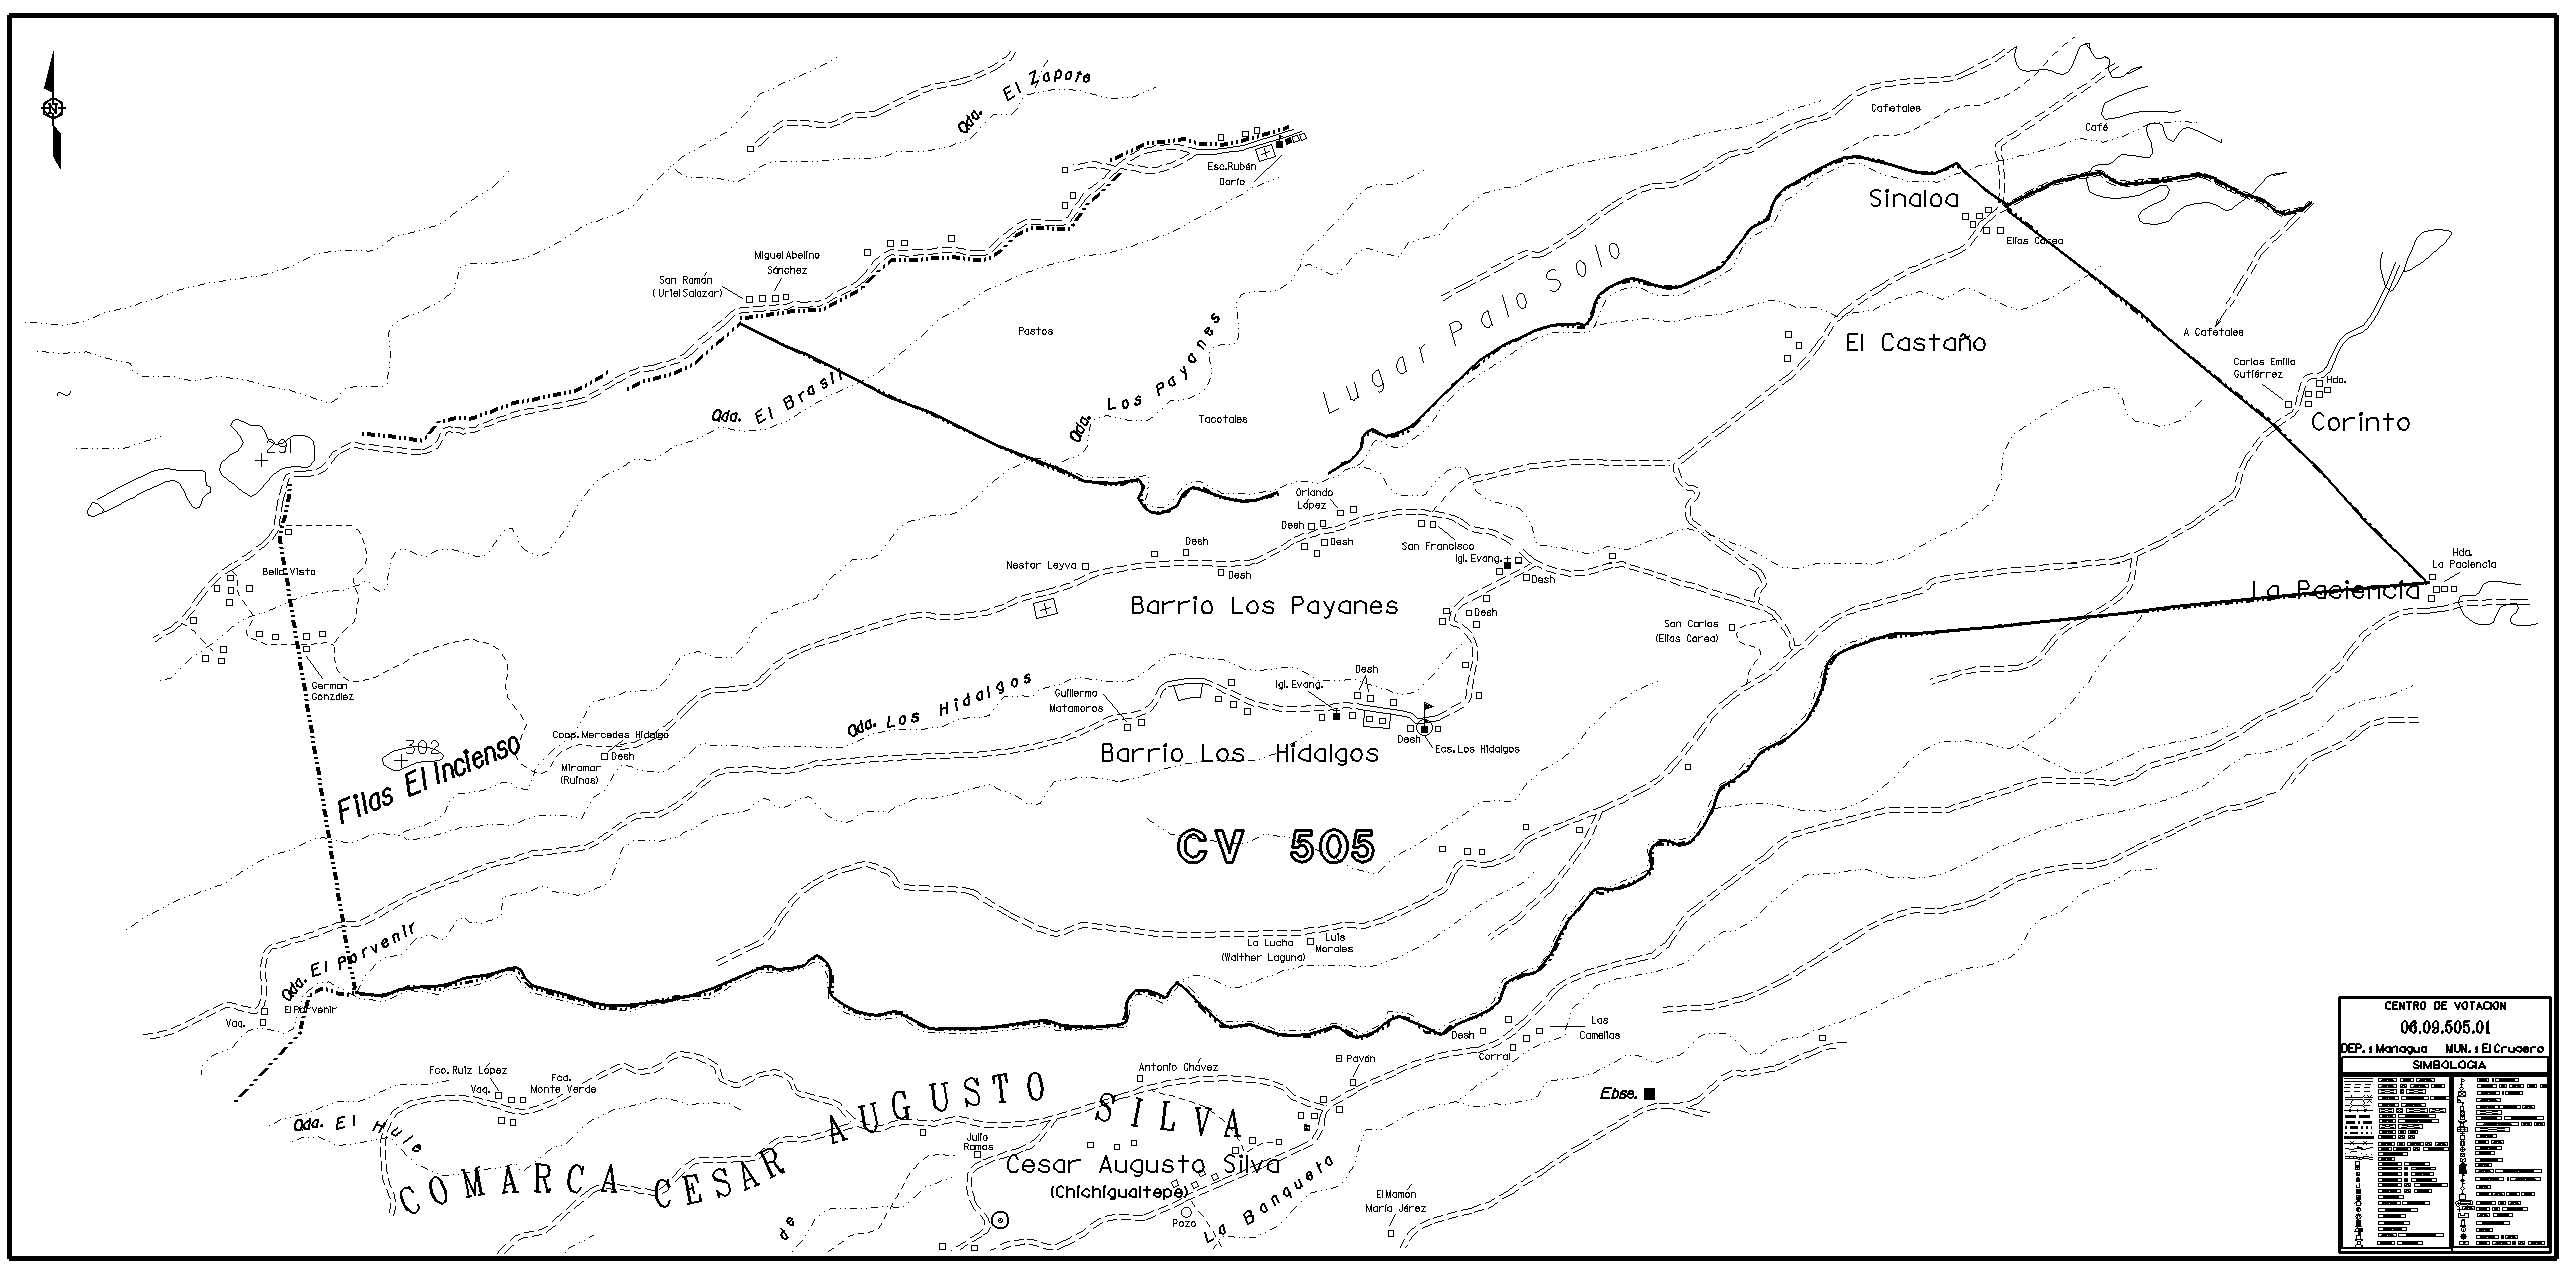 Qda. El Zapote
Cafetales
Café
N
Esc. Rubén
Darío
Sinaloa
Elías Carea
Miguel Abelino
Sánchez
San Ramón
(Uriel Salazar)
Lugar Palo Solo
Pastos
A Cafetales
El Castaño
Qda. Los Payanes
Carlos Emilio
Gutiérrez
Hda.
Qda. El Brasil
Tacotales
Corinto
291
Orlando
López
Desh
Desh
Desh
San Francisco
Igl. Evang.
Hda.
La Paciencia
Nestor Leyva
Desh
Desh
Bella Visto
La Paciencia
Barrio Los Payanes
Desh
San Carlos
(Elías Carea)
German
González
Qda. Los Hidalgos
Guillermo
Matamoros
Igl. Evang.
Desh
302
Coop. Mercedes Hidalgo
Desh
Miramar
(Ruinas)
Desh
Ecs. Los Hidalgos
Barrio Los Hidalgos
Filas El Incienso
CV 505
Qda. El Porvenir
La Lucha
(Walther Laguna)
Luis
Morales
El Porvenir
Vaq.
Desh
Corral
Las
Camelias
El Pavón
Fco. Ruiz López
Vaq.
Fca.
Monte Verde
Antonio Chávez
Ebse.
Qda. El Hule
COMARCA CESAR AUGUSTO SILVA
Julio
Ramos
Cesar Augusto Silva
(Chichigualtepe)
La Banqueta
de
Pozo
El Mamón
María Jérez
CENTRO DE VOTACION
06.09.505.01
DEP.: Managua MUN.: El Crucero
SIMBOLOGIA